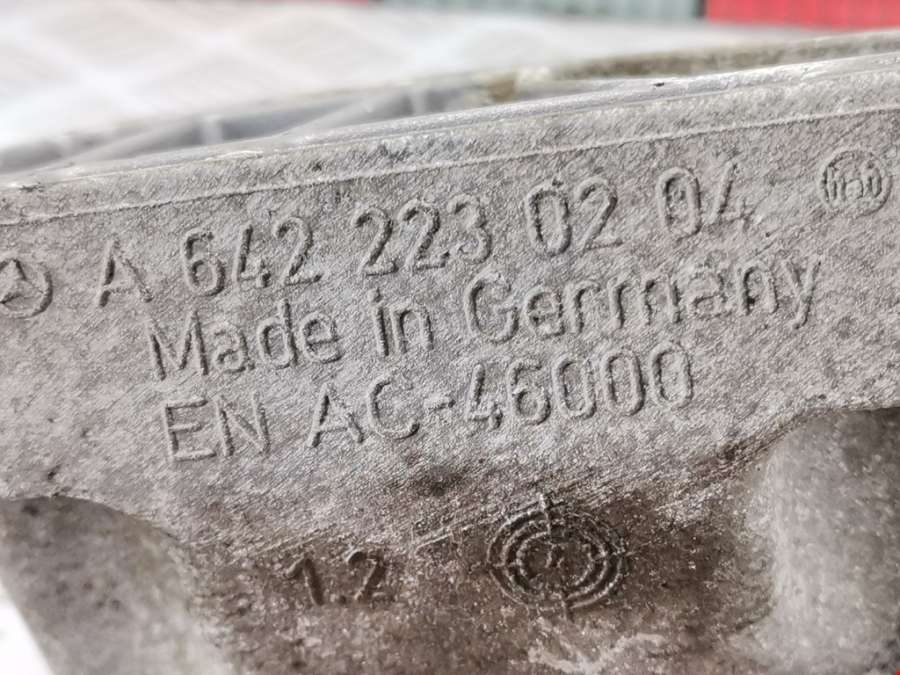 A 642 223 02 04
Made in Germany
EN AC-46000
1.2